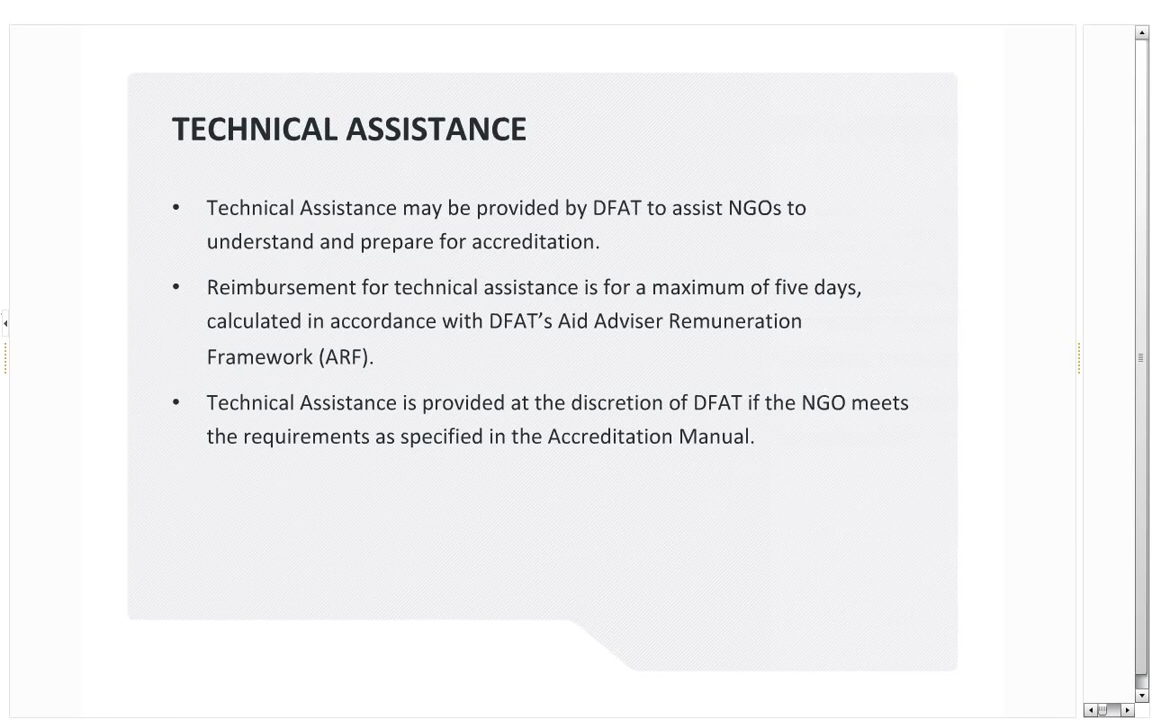 TECHNICAL ASSISTANCE
• Technical Assistance may be provided by DFAT to assist NGOs to
understand and prepare for accreditation.
• Reimbursement for technical assistance is for a maximum of five days,
calculated in accordance with DFAT’s Aid Adviser Remuneration
Framework (ARF).
• Technical Assistance is provided at the discretion of DFAT if the NGO meets
the requirements as specified in the Accreditation Manual.